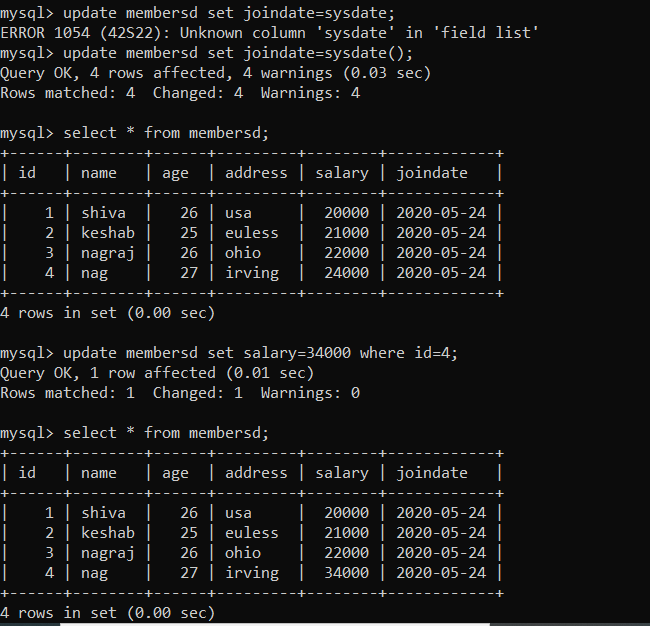 mysql> update membersd set joindate=sysdate;
ERROR 1054 (42S22): Unknown column 'sysdate' in 'field list'
mysql> update membersd set joindate=sysdate();
Query OK, 4 rows affected, 4 warnings (0.03 sec)
Rows matched: 4  Changed: 4  Warnings: 4

mysql> select * from membersd;
+------+---------+------+---------+--------+------------+
| id   | name    | age  | address | salary | joindate   |
+------+---------+------+---------+--------+------------+
|    1 | shiva   |   26 | usa     |  20000 | 2020-05-24 |
|    2 | keshab  |   25 | euless  |  21000 | 2020-05-24 |
|    3 | nagraj  |   26 | ohio    |  22000 | 2020-05-24 |
|    4 | nag     |   27 | irving  |  24000 | 2020-05-24 |
+------+---------+------+---------+--------+------------+
4 rows in set (0.00 sec)

mysql> update membersd set salary=34000 where id=4;
Query OK, 1 row affected (0.01 sec)
Rows matched: 1  Changed: 1  Warnings: 0

mysql> select * from membersd;
+------+---------+------+---------+--------+------------+
| id   | name    | age  | address | salary | joindate   |
+------+---------+------+---------+--------+------------+
|    1 | shiva   |   26 | usa     |  20000 | 2020-05-24 |
|    2 | keshab  |   25 | euless  |  21000 | 2020-05-24 |
|    3 | nagraj  |   26 | ohio    |  22000 | 2020-05-24 |
|    4 | nag     |   27 | irving  |  34000 | 2020-05-24 |
+------+---------+------+---------+--------+------------+
4 rows in set (0.00 sec)